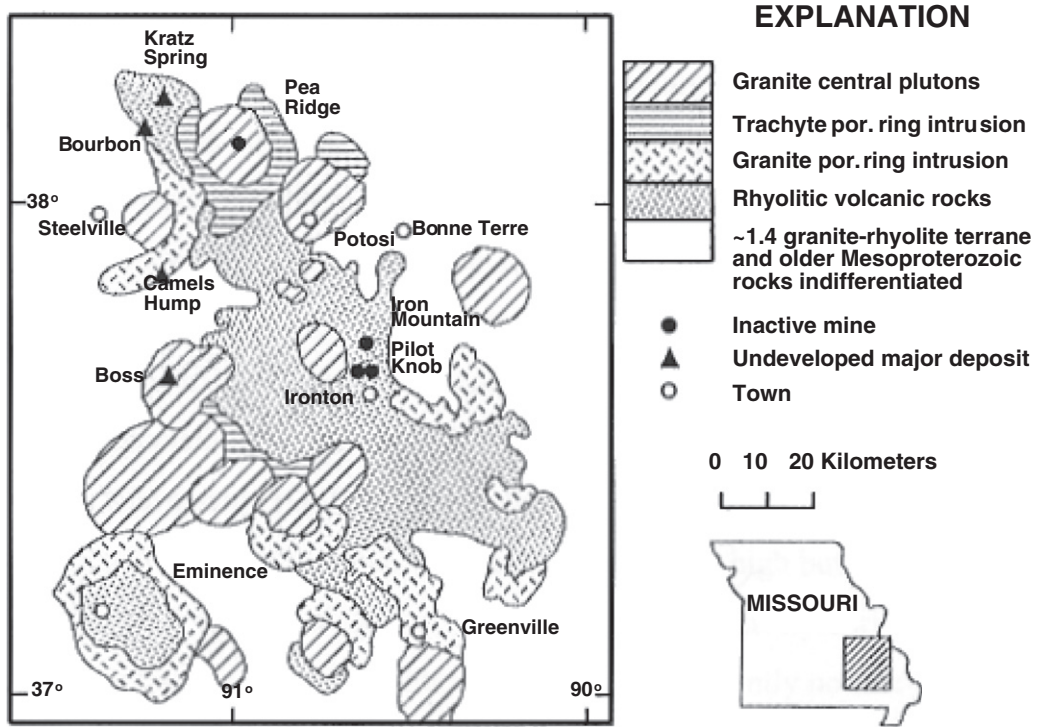 EXPLANATION
Granite central plutons
Trachyte por. ring intrusion
Granite por. ring intrusion
Rhyolitic volcanic rocks
~1.4 granite-rhyolite terrane
and older Mesoproterozoic
rocks indifferentiated
Inactive mine
Undeveloped major deposit
Town
0 10 20 Kilometers
MISSOURI
Kratz
Spring
Pea
Ridge
Bourbon
38°
Steelville
Potosi
Bonne Terre
Camels
Hump
Iron
Mountain
Pilot
Knob
Boss
Ironton
Eminence
Greenville
37°
91°
90°